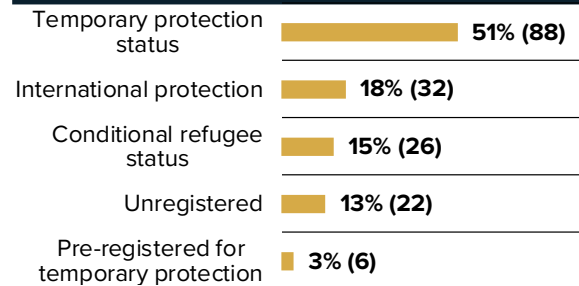 Temporary protection
status
51% (88)
International protection
18% (32)
Conditional refugee
status
15% (26)
Unregistered
13% (22)
Pre-registered for
temporary protection
3% (6)